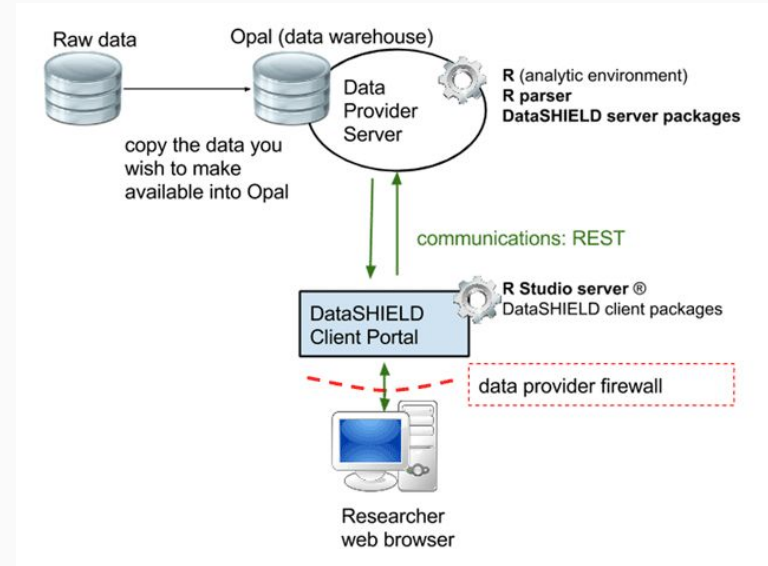 Raw data
Opal (data warehouse)
Data
Provider
Server
R (analytic environment)
R parser
DataSHIELD server packages
copy the data you
wish to make
available into Opal
communications: REST
DataSHIELD
Client Portal
R Studio server ®
DataSHIELD client packages
data provider firewall
Researcher
web browser